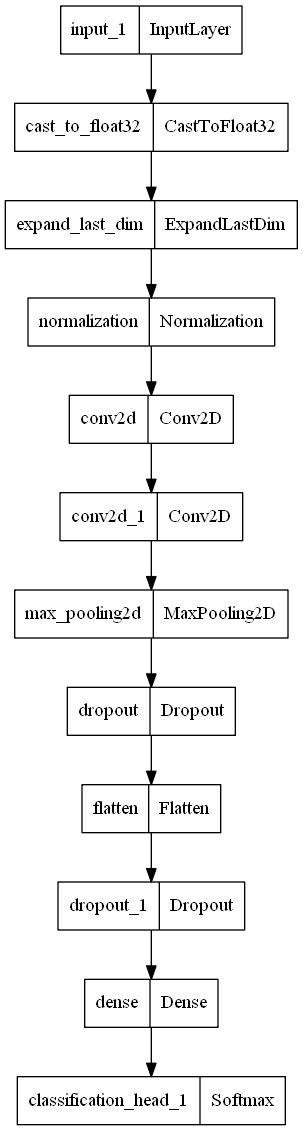 input_1 InputLayer
cast_to_float32 CastToFloat32
expand_last_dim ExpandLastDim
normalization Normalization
conv2d Conv2D
conv2d_1 Conv2D
max_pooling2d MaxPooling2D
dropout Dropout
flatten Flatten
dropout_1 Dropout
dense Dense
classification_head_1 Softmax